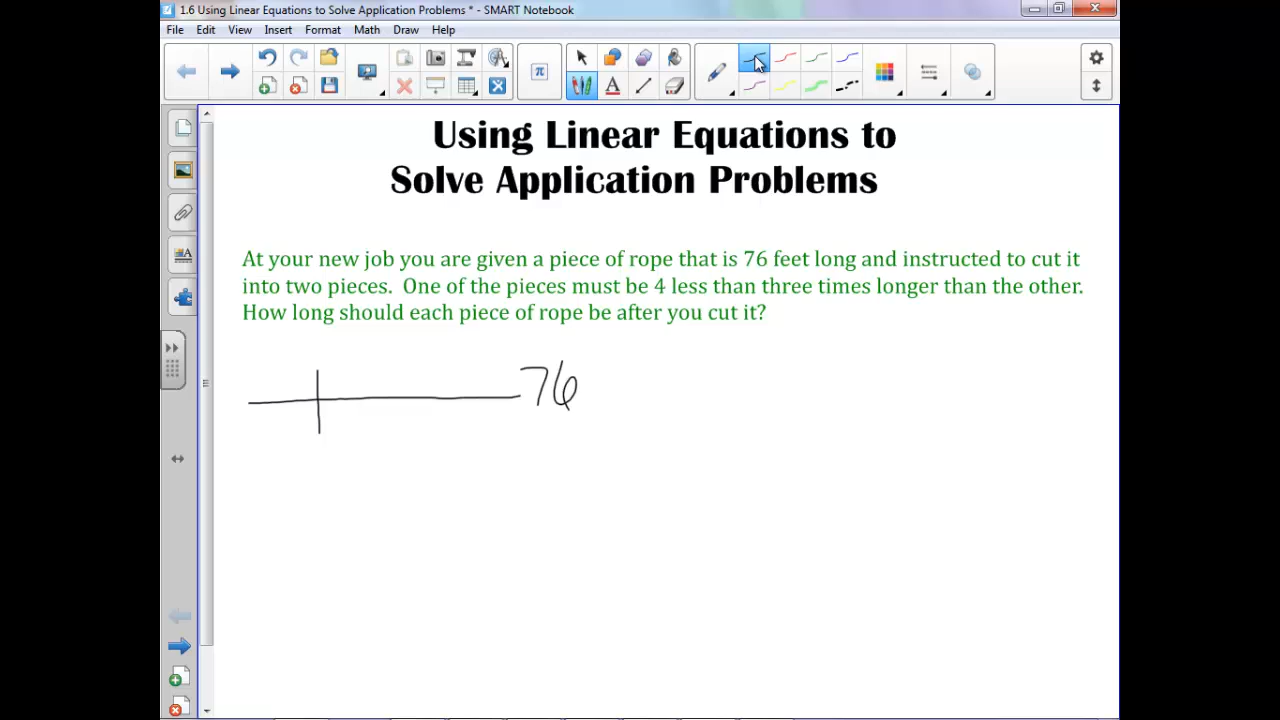 1.6 Using Linear Equations to Solve Application Problems * - SMART Notebook
File Edit View Insert Format Math Draw Help
π
A
A
Using Linear Equations to
Solve Application Problems
At your new job you are given a piece of rope that is 76 feet long and instructed to cut it
into two pieces.  One of the pieces must be 4 less than three times longer than the other.
How long should each piece of rope be after you cut it?
76